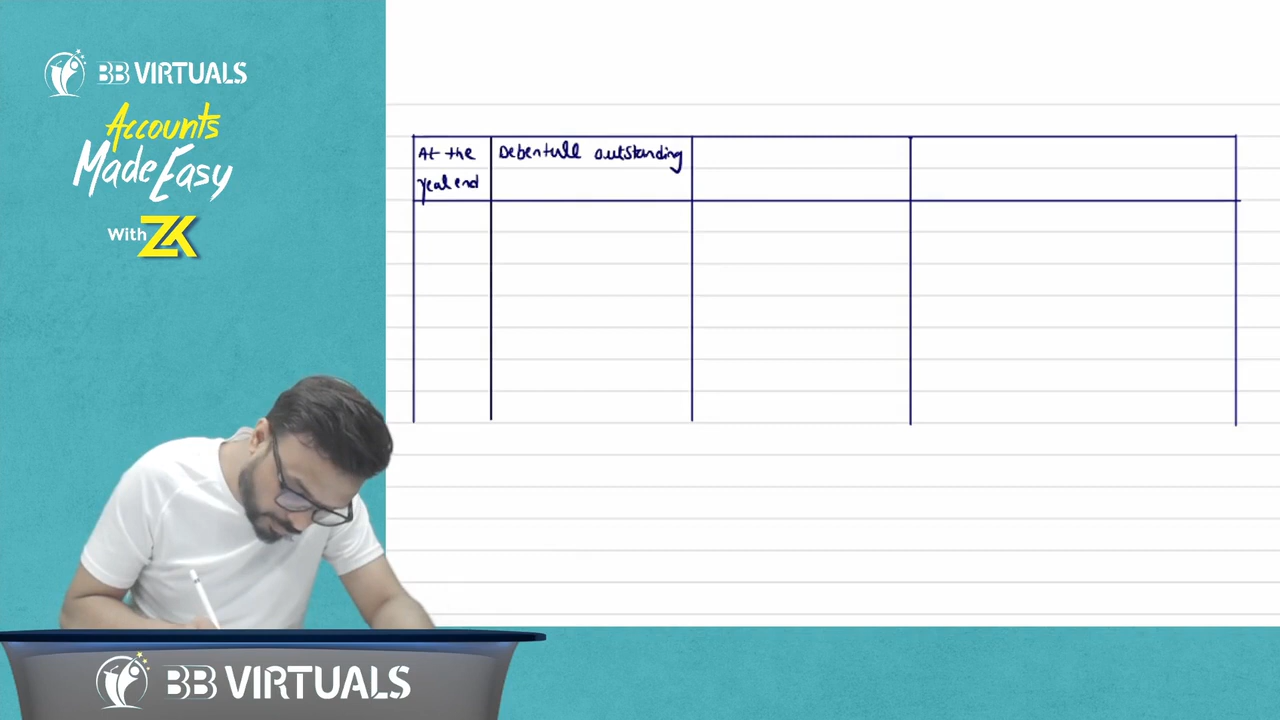 BB VIRTUALS
Accounts
Made Easy
With ZK
At the
year end
Debenture outstanding
BB VIRTUALS